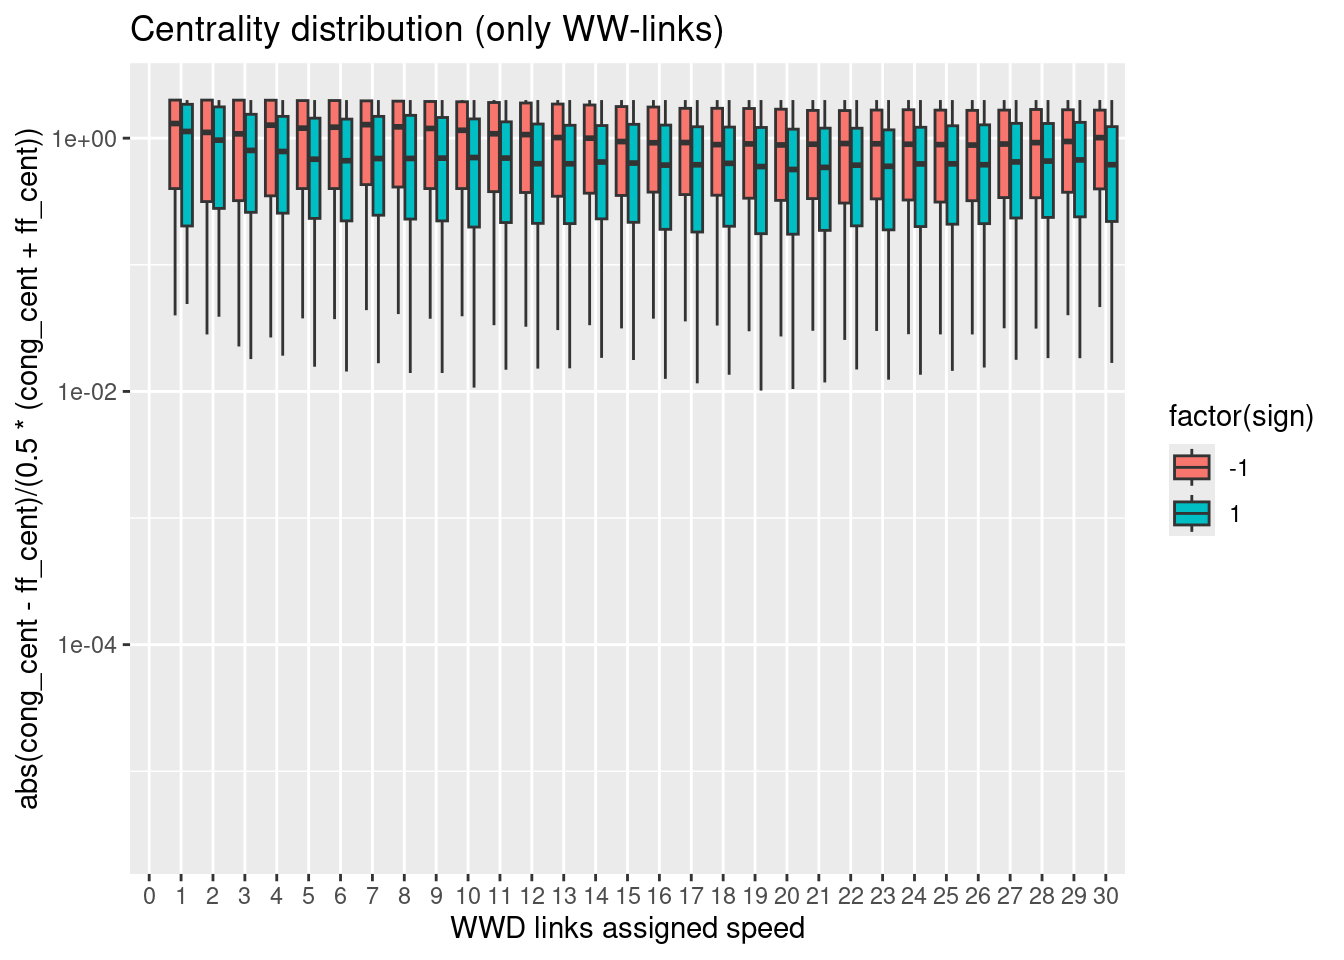 Centrality distribution (only WW-links)
abs(cong_cent - ff_cent)/(0.5 * (cong_cent + ff_cent))
1e+00
1e-02
1e-04
0 1 2 3 4 5 6 7 8 9 10 11 12 13 14 15 16 17 18 19 20 21 22 23 24 25 26 27 28 29 30
WWD links assigned speed
factor(sign)
-1
1